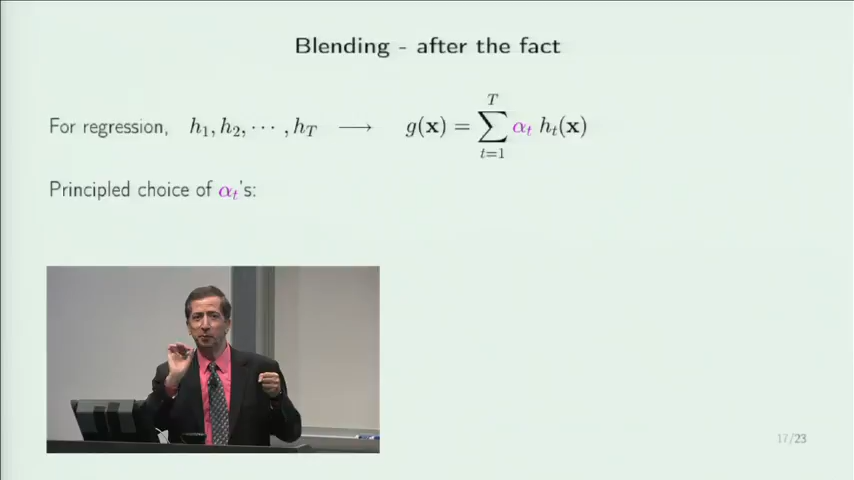 Blending - after the fact
For regression, h₁, h₂, ⋯ , h_T ⟶ g(𝐱) = ∑_{t=1}^{T} α_t h_t(𝐱)
Principled choice of α_t's:
17/23